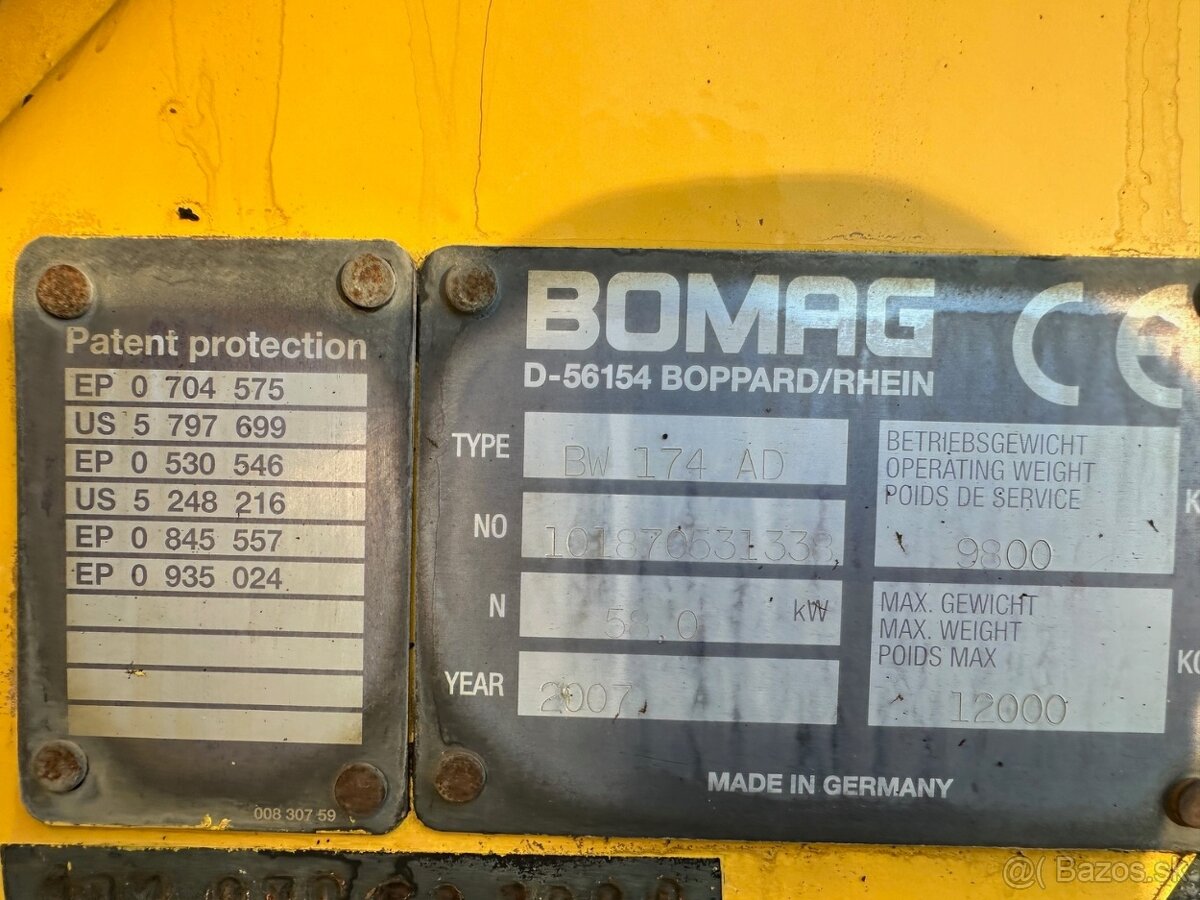 Patent protection
EP 0 704 575
US 5 797 699
EP 0 530 546
US 5 248 216
EP 0 845 557
EP 0 935 024
008 307 59
BOMAG
CE
D-56154 BOPPARD/RHEIN
TYPE BW 174 AD
NO
N 58,0 kW
YEAR 2007
BETRIEBSGEWICHT
OPERATING WEIGHT
POIDS DE SERVICE
9800
MAX. GEWICHT
MAX. WEIGHT
POIDS MAX
12000
MADE IN GERMANY
@( Bazos.sk